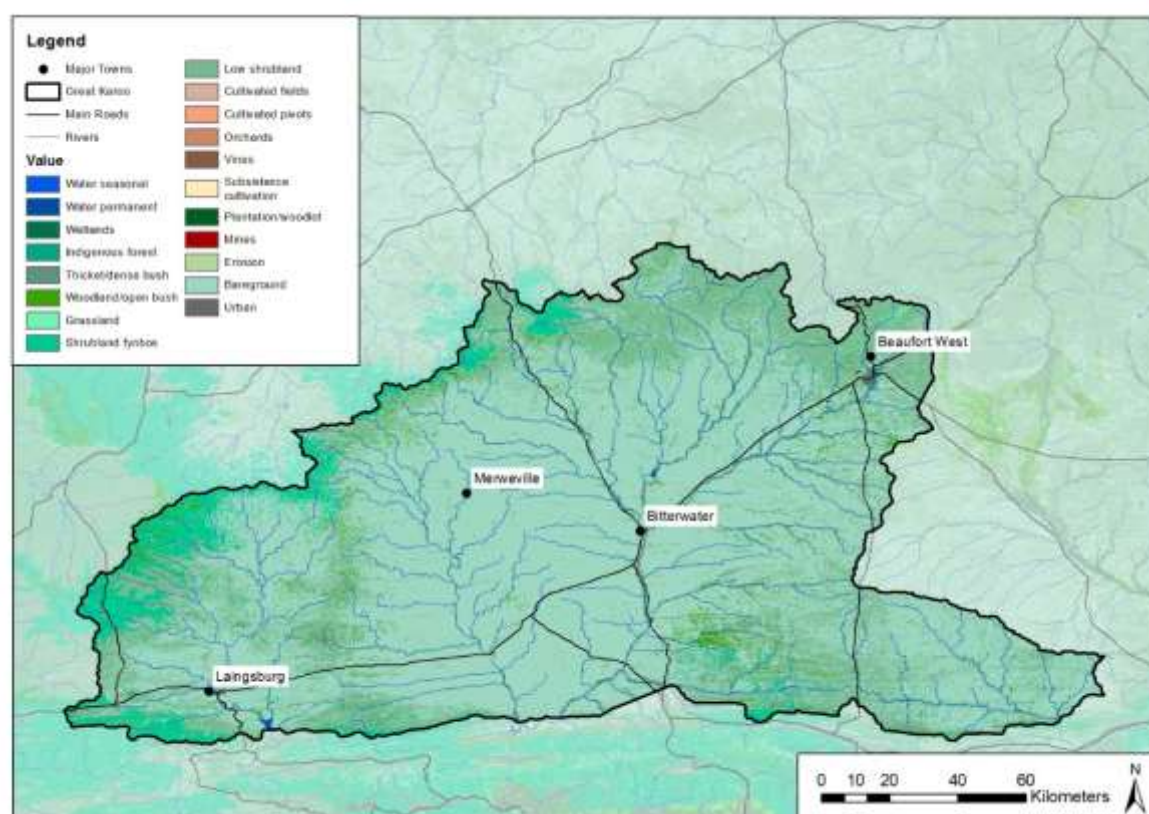 Legend
Major Towns
Great Karoo
Main Roads
Rivers
Value
Water seasonal
Water permanent
Wetlands
Indigenous forest
Thicket/dense bush
Woodland/open bush
Grassland
Shrubland fynbos
Low shrubland
Cultivated fields
Cultivated pivots
Orchards
Vines
Subsistence
cultivation
Plantation/woodlot
Mines
Erosion
Bareground
Urban
Beaufort West
Merweville
Bitterwater
Laingsburg
0 10 20 40 60
Kilometers
N